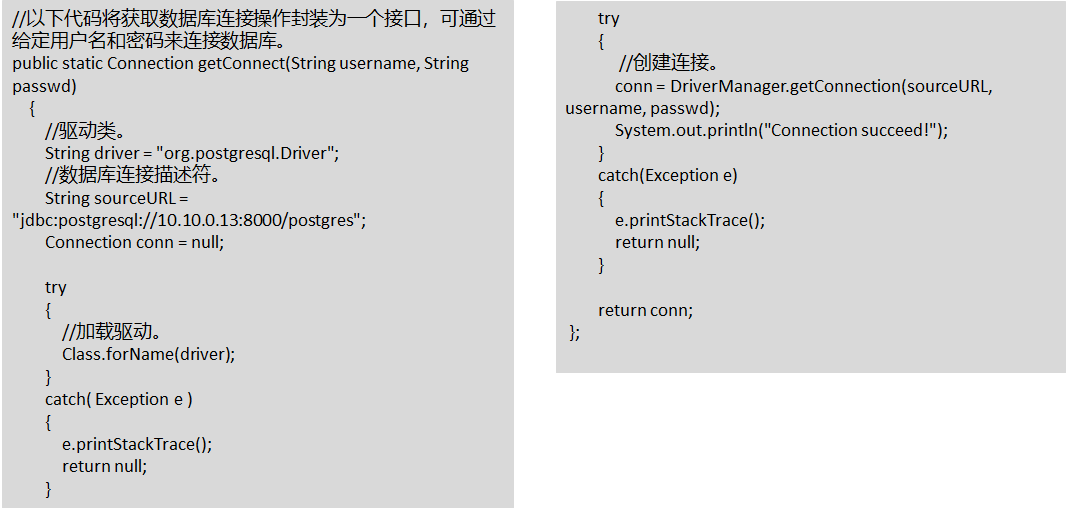 //以下代码将获取数据库连接操作封装为一个接口，可通过
给定用户名和密码来连接数据库。
public static Connection getConnect(String username, String
passwd)
{
//驱动类。
String driver = "org.postgresql.Driver";
//数据库连接描述符。
String sourceURL =
"jdbc:postgresql://10.10.0.13:8000/postgres";
Connection conn = null;
try
{
//加载驱动。
Class.forName(driver);
}
catch( Exception e )
{
e.printStackTrace();
return null;
}
try
{
//创建连接。
conn = DriverManager.getConnection(sourceURL,
username, passwd);
System.out.println("Connection succeed!");
}
catch(Exception e)
{
e.printStackTrace();
return null;
}
return conn;
};